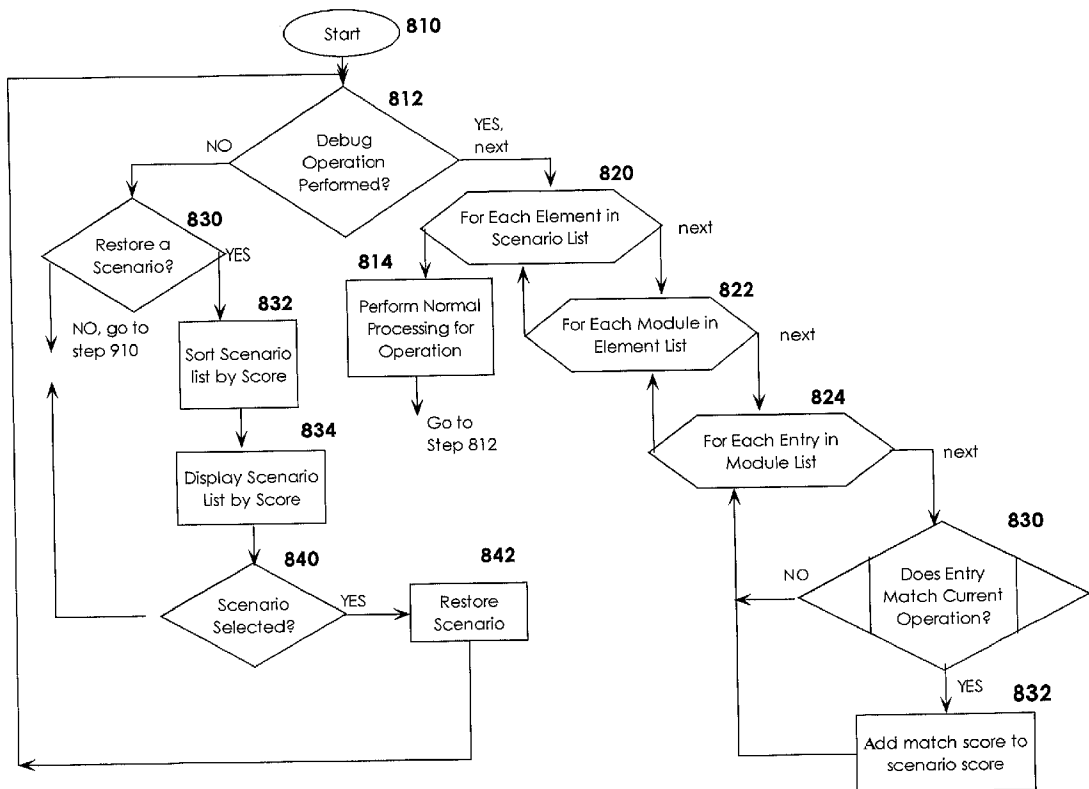 Start
810
812
Debug
Operation
Performed?
NO
YES,
next
820
For Each Element in
Scenario List
next
830
Restore a
Scenario?
YES
NO, go to
step 910
814
Perform Normal
Processing for
Operation
Go to
Step 812
822
For Each Module in
Element List
next
832
Sort Scenario
list by Score
824
For Each Entry in
Module List
next
834
Display Scenario
List by Score
830
Does Entry
Match Current
Operation?
NO
YES
840
Scenario
Selected?
YES
842
Restore
Scenario
832
Add match score to
scenario score